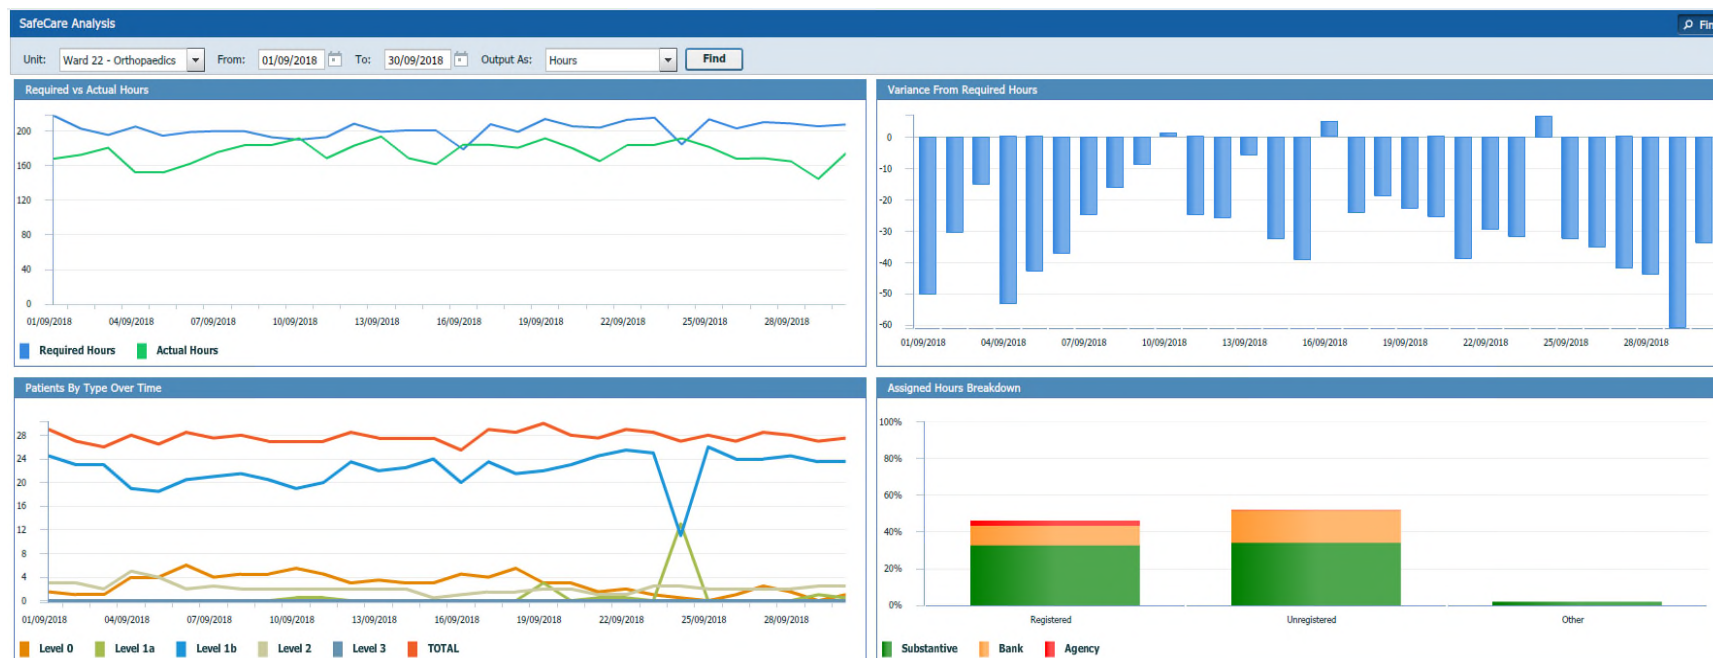 SafeCare Analysis
Fin
Unit: Ward 22 - Orthopaedics From: 01/09/2018 To: 30/09/2018 Output As: Hours Find
Required vs Actual Hours
200
160
120
80
40
0
01/09/2018 04/09/2018 07/09/2018 10/09/2018 13/09/2018 16/09/2018 19/09/2018 22/09/2018 25/09/2018 28/09/2018
Required Hours Actual Hours
Variance From Required Hours
0
-10
-20
-30
-40
-50
-60
01/09/2018 04/09/2018 07/09/2018 10/09/2018 13/09/2018 16/09/2018 19/09/2018 22/09/2018 25/09/2018 28/09/2018
Patients By Type Over Time
28
24
20
16
12
8
4
0
01/09/2018 04/09/2018 07/09/2018 10/09/2018 13/09/2018 16/09/2018 19/09/2018 22/09/2018 25/09/2018 28/09/2018
Level 0 Level 1a Level 1b Level 2 Level 3 TOTAL
Assigned Hours Breakdown
100%
80%
60%
40%
20%
0%
Registered Unregistered Other
Substantive Bank Agency